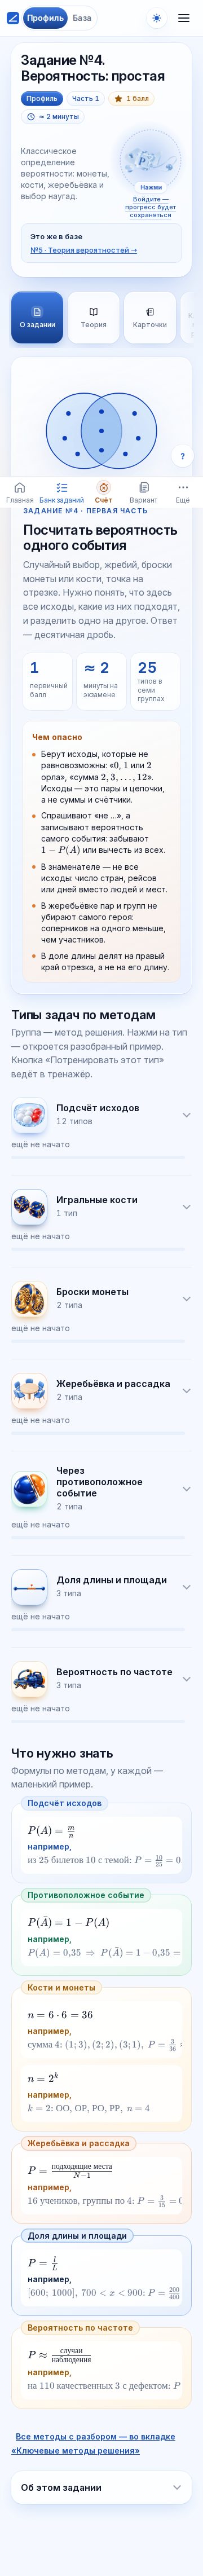 Профиль
База
Задание №4.
Вероятность: простая
Профиль
Часть 1
1 балл
≈ 2 минуты
Классическое
определение
вероятности: монеты,
кости, жеребьёвка и
выбор наугад.
Нажми
Войдите —
прогресс будет
сохраняться
Это же в базе
№5 · Теория вероятностей →
О задании
Теория
Карточки
?
Главная
Банк заданий
Счёт
Вариант
Ещё
ЗАДАНИЕ №4 · ПЕРВАЯ ЧАСТЬ
Посчитать вероятность
одного события
Случайный выбор, жребий, броски
монеты или кости, точка на
отрезке. Нужно понять, что здесь
все исходы, какие из них подходят,
и разделить одно на другое. Ответ
— десятичная дробь.
1
первичный
балл
≈ 2
минуты на
экзамене
25
типов в
семи
группах
Чем опасно
Берут исходы, которые не
равновозможны: «0, 1 или 2
орла», «сумма 2, 3, …, 12».
Исходы — это пары и цепочки,
а не суммы и счётчики.
Спрашивают «не …», а
записывают вероятность
самого события: забывают
1 − P(A) или вычесть из всех.
В знаменателе — не все
исходы: число стран, рейсов
или дней вместо людей и мест.
В жеребьёвке пар и групп не
убирают самого героя:
соперников на одного меньше,
чем участников.
В доле длины делят на правый
край отрезка, а не на его длину.
Типы задач по методам
Группа — метод решения. Нажми на тип
— откроется разобранный пример.
Кнопка «Потренировать этот тип»
ведёт в тренажёр.
Подсчёт исходов
12 типов
ещё не начато
Игральные кости
1 тип
ещё не начато
Броски монеты
2 типа
ещё не начато
Жеребьёвка и рассадка
2 типа
ещё не начато
Через
противоположное
событие
2 типа
ещё не начато
Доля длины и площади
3 типа
ещё не начато
Вероятность по частоте
3 типа
ещё не начато
Что нужно знать
Формулы по методам, у каждой —
маленький пример.
Подсчёт исходов
P(A) = m/n
например,
из 25 билетов 10 с темой: P = 10/25 = 0,
Противоположное событие
P(Ā) = 1 − P(A)
например,
P(A) = 0,35 ⇒ P(Ā) = 1 − 0,35 =
Кости и монеты
n = 6 · 6 = 36
например,
сумма 4: (1; 3), (2; 2), (3; 1), P = 3/36 =
n = 2^k
например,
k = 2: ОО, ОР, РО, РР, n = 4
Жеребьёвка и рассадка
P = подходящие места/N−1
например,
16 учеников, группы по 4: P = 3/15 = 0
Доля длины и площади
P = l/L
например,
[600; 1000], 700 < x < 900: P = 200/400
Вероятность по частоте
P ≈ случаи/наблюдения
например,
на 110 качественных 3 с дефектом: P
Все методы с разбором — во вкладке
«Ключевые методы решения»
Об этом задании